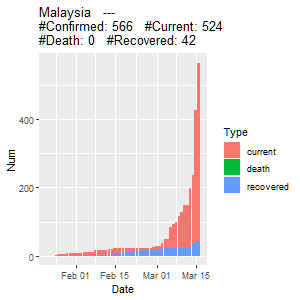 Malaysia   ---
#Confirmed: 566   #Current: 524
#Death: 0   #Recovered: 42
Num
400
200
0
Feb 01
Feb 15
Mar 01
Mar 15
Date
Type
current
death
recovered